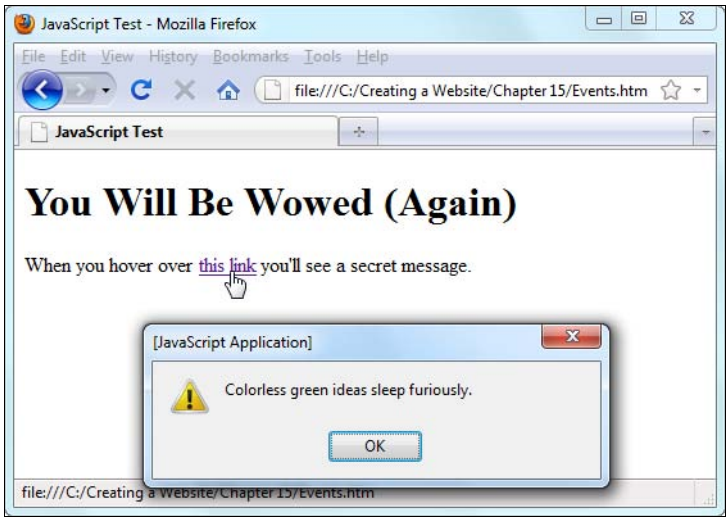 JavaScript Test - Mozilla Firefox
File Edit View History Bookmarks Tools Help
file:///C:/Creating a Website/Chapter 15/Events.htm
JavaScript Test
You Will Be Wowed (Again)
When you hover over this link you'll see a secret message.
[JavaScript Application]
Colorless green ideas sleep furiously.
OK
file:///C:/Creating a Website/Chapter 15/Events.htm